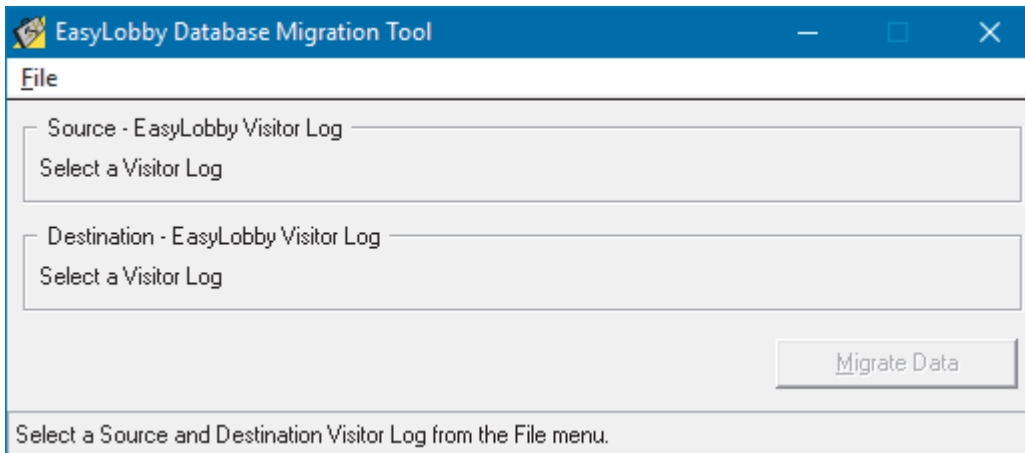 EasyLobby Database Migration Tool
File
Source - EasyLobby Visitor Log
Select a Visitor Log
Destination - EasyLobby Visitor Log
Select a Visitor Log
Migrate Data
Select a Source and Destination Visitor Log from the File menu.